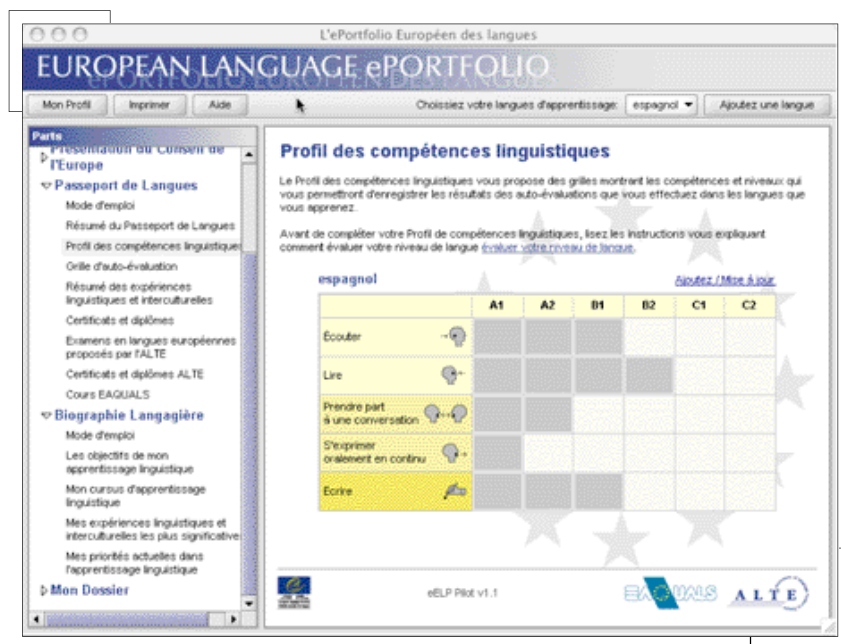 L'ePortfolio Européen des langues
EUROPEAN LANGUAGE ePORTFOLIO
Mon Profil Imprimer Aide Choisissez votre langues d'apprentissage: espagnol Ajoutez une langue
Parts
Présentation du Conseil de
l'Europe
Passeport de Langues
Mode d'emploi
Résumé du Passeport de Langues
Profil des compétences linguistiques
Grille d'auto-évaluation
Résumé des expériences
linguistiques et interculturelles
Certificats et diplômes
Examens en langues européennes
proposés par l'ALTE
Certificats et diplômes ALTE
Cours EAQUALS
Biographie Langagière
Mode d'emploi
Les objectifs de mon
apprentissage linguistique
Mon cursus d'apprentissage
linguistique
Mes expériences linguistiques et
interculturelles les plus significative
Mes priorités actuelles dans
l'apprentissage linguistique
Mon Dossier
Profil des compétences linguistiques
Le Profil des compétences linguistiques vous propose des grilles montrant les compétences et niveaux qui
vous permettront d'enregistrer les résultats des auto-évaluations que vous effectuez dans les langues que
vous apprenez.
Avant de compléter votre Profil de compétences linguistiques, lisez les instructions vous expliquant
comment évaluer votre niveau de langue évaluer votre niveau de langue.
espagnol Ajoutez / Mise à jour
A1 A2 B1 B2 C1 C2
Écouter
Lire
Prendre part
à une conversation
S'exprimer
oralement en continu
Ecrire
eELP Pilot v1.1
EAQUALS
ALTE